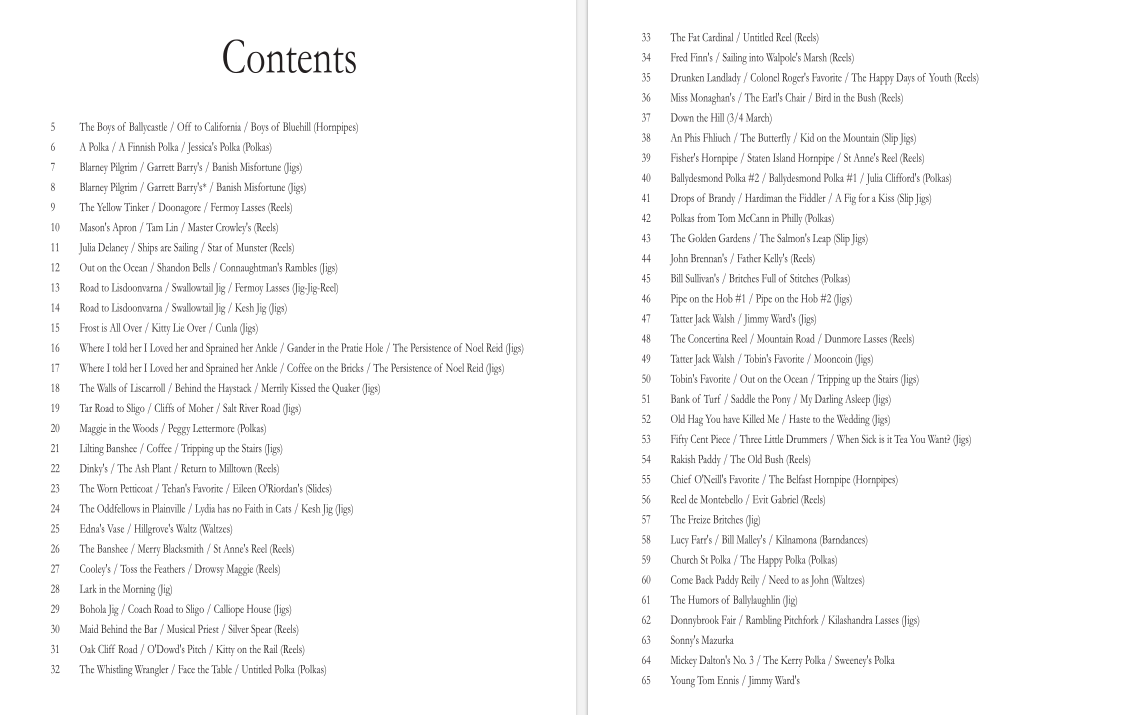 Contents
5 The Boys of Ballycastle / Off to California / Boys of Bluehill (Hornpipes)
6 A Polka / A Finnish Polka / Jessica's Polka (Polkas)
7 Blarney Pilgrim / Garrett Barry's / Banish Misfortune (Jigs)
8 Blarney Pilgrim / Garrett Barry's* / Banish Misfortune (Jigs)
9 The Yellow Tinker / Doonagore / Fermoy Lasses (Reels)
10 Mason's Apron / Tam Lin / Master Crowley's (Reels)
11 Julia Delaney / Ships are Sailing / Star of Munster (Reels)
12 Out on the Ocean / Shandon Bells / Connaughtman's Rambles (Jigs)
13 Road to Lisdoonvarna / Swallowtail Jig / Fermoy Lasses (Jig-Jig-Reel)
14 Road to Lisdoonvarna / Swallowtail Jig / Kesh Jig (Jigs)
15 Frost is All Over / Kitty Lie Over / Cunla (Jigs)
16 Where I told her I Loved her and Sprained her Ankle / Gander in the Pratie Hole / The Persistence of Noel Reid (Jigs)
17 Where I told her I Loved her and Sprained her Ankle / Coffee on the Bricks / The Persistence of Noel Reid (Jigs)
18 The Walls of Liscarroll / Behind the Haystack / Merrily Kissed the Quaker (Jigs)
19 Tar Road to Sligo / Cliffs of Moher / Salt River Road (Jigs)
20 Maggie in the Woods / Peggy Lettermore (Polkas)
21 Lilting Banshee / Coffee / Tripping up the Stairs (Jigs)
22 Dinky's / The Ash Plant / Return to Milltown (Reels)
23 The Worn Petticoat / Tehan's Favorite / Eileen O'Riordan's (Slides)
24 The Oddfellows in Plainville / Lydia has no Faith in Cats / Kesh Jig (Jigs)
25 Edna's Vase / Hillgrove's Waltz (Waltzes)
26 The Banshee / Merry Blacksmith / St Anne's Reel (Reels)
27 Cooley's / Toss the Feathers / Drowsy Maggie (Reels)
28 Lark in the Morning (Jig)
29 Bohola Jig / Coach Road to Sligo / Calliope House (Jigs)
30 Maid Behind the Bar / Musical Priest / Silver Spear (Reels)
31 Oak Cliff Road / O'Dowd's Pitch / Kitty on the Rail (Reels)
32 The Whistling Wrangler / Face the Table / Untitled Polka (Polkas)
33 The Fat Cardinal / Untitled Reel (Reels)
34 Fred Finn's / Sailing into Walpole's Marsh (Reels)
35 Drunken Landlady / Colonel Roger's Favorite / The Happy Days of Youth (Reels)
36 Miss Monaghan's / The Earl's Chair / Bird in the Bush (Reels)
37 Down the Hill (3/4 March)
38 An Phis Fhliuch / The Butterfly / Kid on the Mountain (Slip Jigs)
39 Fisher's Hornpipe / Staten Island Hornpipe / St Anne's Reel (Reels)
40 Ballydesmond Polka #2 / Ballydesmond Polka #1 / Julia Clifford's (Polkas)
41 Drops of Brandy / Hardiman the Fiddler / A Fig for a Kiss (Slip Jigs)
42 Polkas from Tom McCann in Philly (Polkas)
43 The Golden Gardens / The Salmon's Leap (Slip Jigs)
44 John Brennan's / Father Kelly's (Reels)
45 Bill Sullivan's / Britches Full of Stitches (Polkas)
46 Pipe on the Hob #1 / Pipe on the Hob #2 (Jigs)
47 Tatter Jack Walsh / Jimmy Ward's (Jigs)
48 The Concertina Reel / Mountain Road / Dunmore Lasses (Reels)
49 Tatter Jack Walsh / Tobin's Favorite / Mooncoin (Jigs)
50 Tobin's Favorite / Out on the Ocean / Tripping up the Stairs (Jigs)
51 Bank of Turf / Saddle the Pony / My Darling Asleep (Jigs)
52 Old Hag You have Killed Me / Haste to the Wedding (Jigs)
53 Fifty Cent Piece / Three Little Drummers / When Sick is it Tea You Want? (Jigs)
54 Rakish Paddy / The Old Bush (Reels)
55 Chief O'Neill's Favorite / The Belfast Hornpipe (Hornpipes)
56 Reel de Montebello / Evit Gabriel (Reels)
57 The Freize Britches (Jig)
58 Lucy Farr's / Bill Malley's / Kilnamona (Barndances)
59 Church St Polka / The Happy Polka (Polkas)
60 Come Back Paddy Reily / Need to as John (Waltzes)
61 The Humors of Ballylaughlin (Jig)
62 Donnybrook Fair / Rambling Pitchfork / Kilashandra Lasses (Jigs)
63 Sonny's Mazurka
64 Mickey Dalton's No. 3 / The Kerry Polka / Sweeney's Polka
65 Young Tom Ennis / Jimmy Ward's